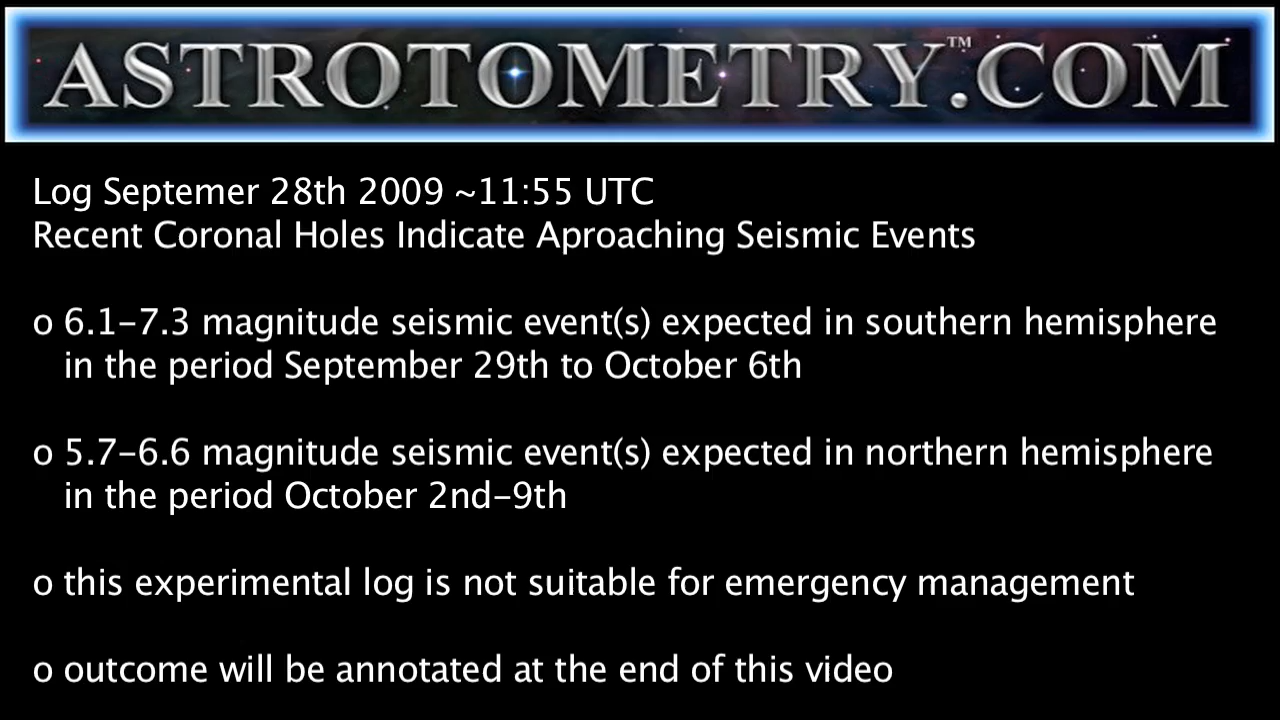 ASTROTOMETRY™.COM
Log Septemer 28th 2009 ~11:55 UTC
Recent Coronal Holes Indicate Aproaching Seismic Events
o 6.1-7.3 magnitude seismic event(s) expected in southern hemisphere
in the period September 29th to October 6th
o 5.7-6.6 magnitude seismic event(s) expected in northern hemisphere
in the period October 2nd-9th
o this experimental log is not suitable for emergency management
o outcome will be annotated at the end of this video